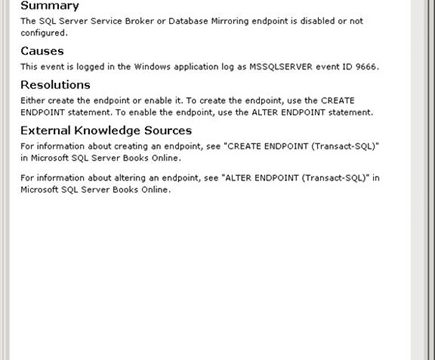 Summary
The SQL Server Service Broker or Database Mirroring endpoint is disabled or not
configured.
Causes
This event is logged in the Windows application log as MSSQLSERVER event ID 9666.
Resolutions
Either create the endpoint or enable it. To create the endpoint, use the CREATE
ENDPOINT statement. To enable the endpoint, use the ALTER ENDPOINT statement.
External Knowledge Sources
For information about creating an endpoint, see "CREATE ENDPOINT (Transact-SQL)"
in Microsoft SQL Server Books Online.
For information about altering an endpoint, see "ALTER ENDPOINT (Transact-SQL)" in
Microsoft SQL Server Books Online.